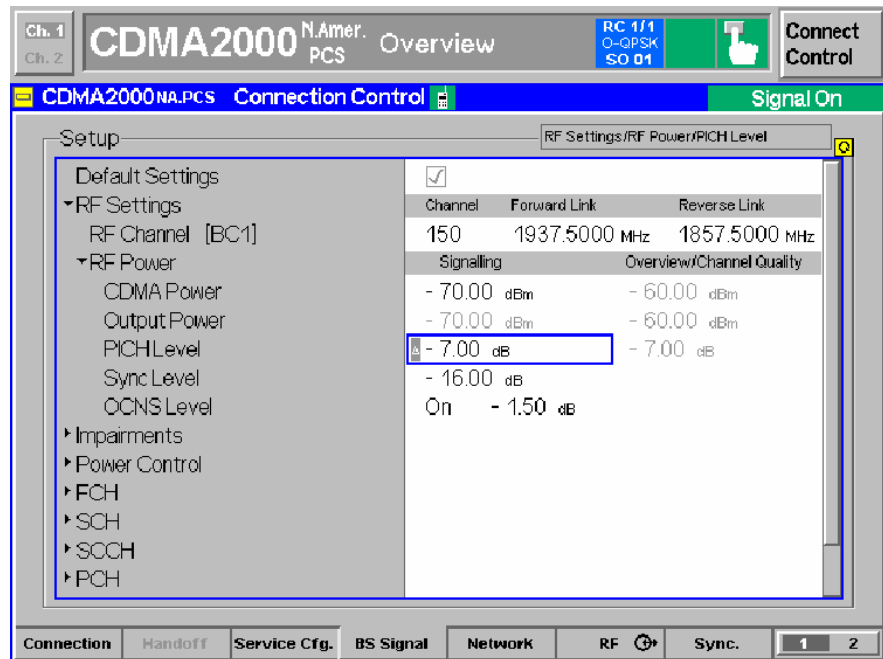 Ch. 1
Ch. 2
CDMA2000 N.Amer. PCS Overview
RC 1/1
O-QPSK
SO 01
Connect Control
CDMA2000 NA.PCS Connection Control
Signal On
Setup
RF Settings/RF Power/PICH Level
Default Settings
RF Settings Channel Forward Link Reverse Link
RF Channel [BC1] 150 1937.5000 MHz 1857.5000 MHz
RF Power Signalling Overview/Channel Quality
CDMA Power - 70.00 dBm - 60.00 dBm
Output Power - 70.00 dBm - 60.00 dBm
PICH Level - 7.00 dB - 7.00 dB
Sync Level - 16.00 dB
OCNS Level On - 1.50 dB
Impairments
Power Control
FCH
SCH
SCCH
PCH
Connection Handoff Service Cfg. BS Signal Network RF Sync. 1 2